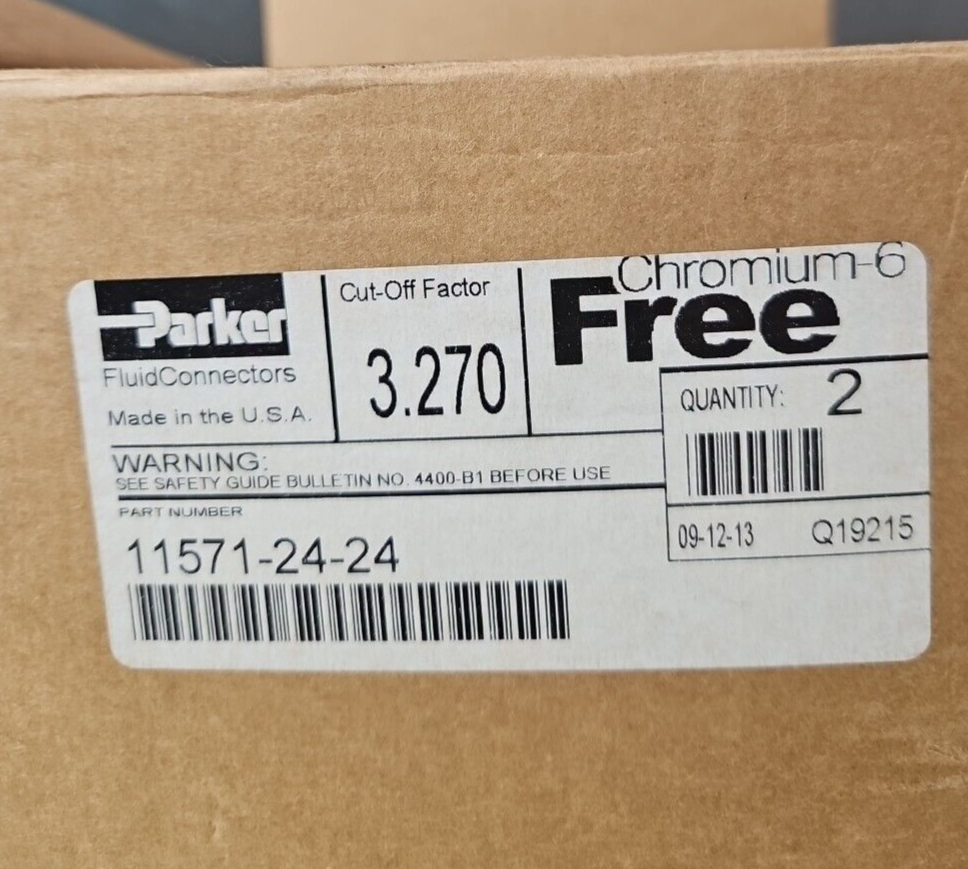 Parker
FluidConnectors
Made in the U.S.A.
Cut-Off Factor
3.270
Chromium-6
Free
QUANTITY: 2
WARNING:
SEE SAFETY GUIDE BULLETIN NO. 4400-B1 BEFORE USE
PART NUMBER
11571-24-24
09-12-13 Q19215